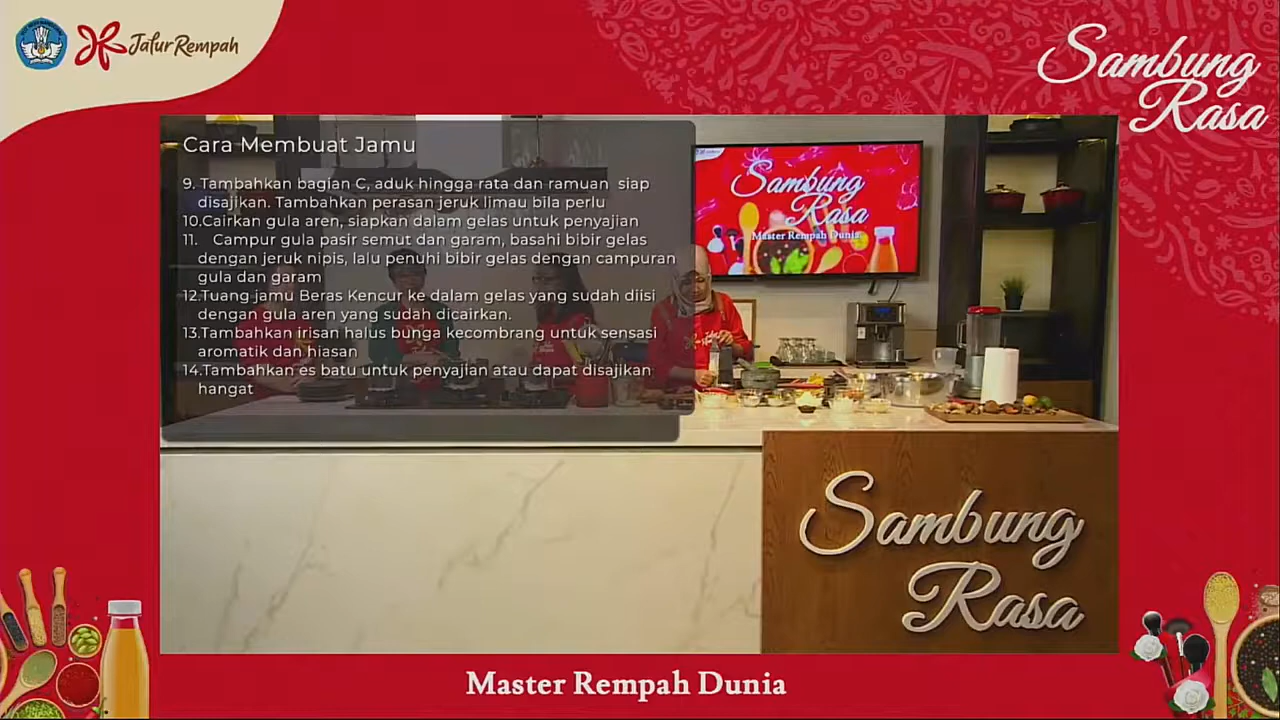 Jalur Rempah
Sambung
Rasa
Cara Membuat Jamu
9. Tambahkan bagian C, aduk hingga rata dan ramuan siap
disajikan. Tambahkan perasan jeruk limau bila perlu
10.Cairkan gula aren, siapkan dalam gelas untuk penyajian
11. Campur gula pasir semut dan garam, basahi bibir gelas
dengan jeruk nipis, lalu penuhi bibir gelas dengan campuran
gula dan garam
12.Tuang jamu Beras Kencur ke dalam gelas yang sudah diisi
dengan gula aren yang sudah dicairkan.
13.Tambahkan irisan halus bunga kecombrang untuk sensasi
aromatik dan hiasan
14.Tambahkan es batu untuk penyajian atau dapat disajikan
hangat
Sambung
Rasa
Master Rempah Dunia
Sambung
Rasa
Master Rempah Dunia